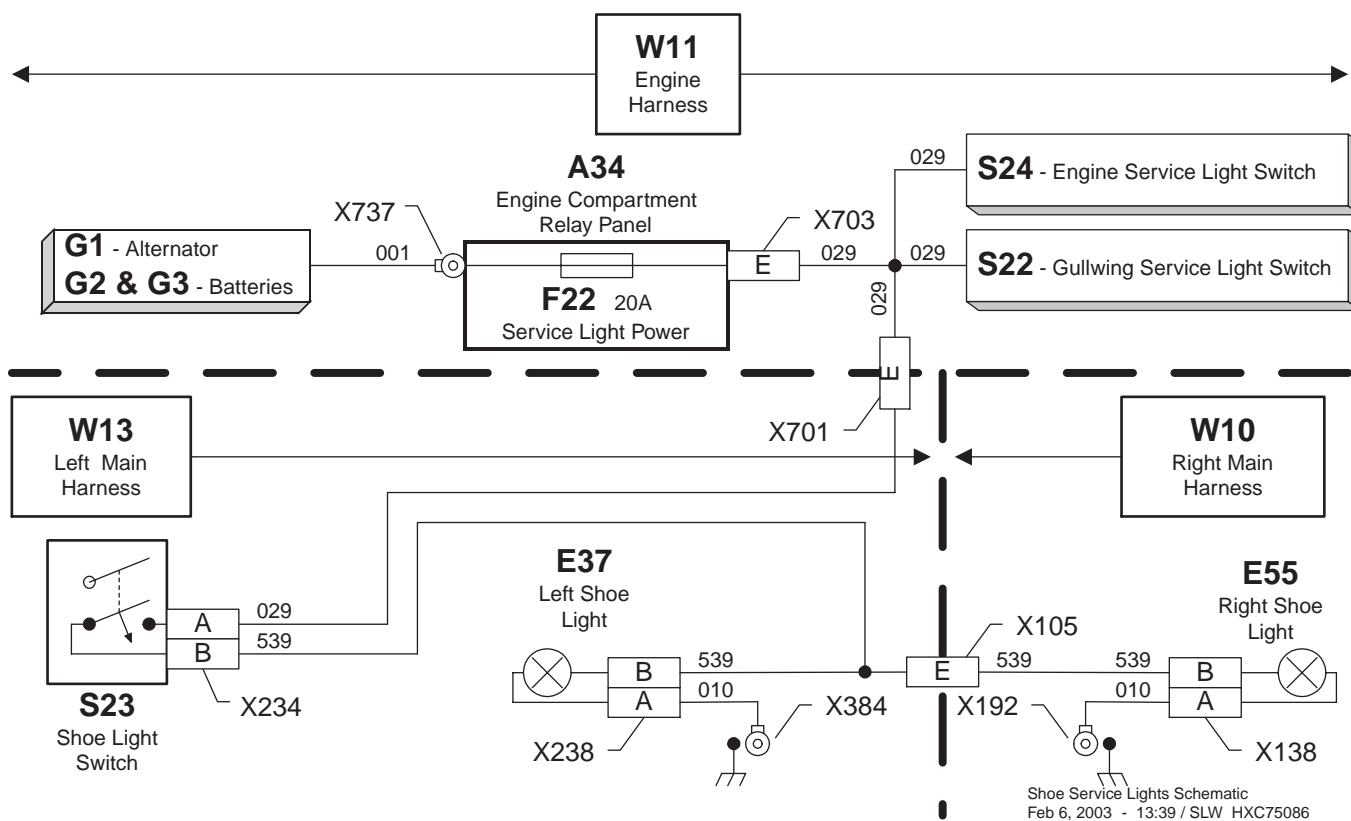 W11
Engine
Harness
A34
Engine Compartment
Relay Panel
X737
X703
029
S24 - Engine Service Light Switch
G1 - Alternator
G2 & G3 - Batteries
001
E
029
029
S22 - Gullwing Service Light Switch
F22 20A
Service Light Power
029
E
X701
W13
Left Main
Harness
W10
Right Main
Harness
E37
Left Shoe
Light
E55
Right Shoe
Light
A
029
B
539
X234
S23
Shoe Light
Switch
X105
B
539
E
539
539
B
A
010
010
A
X238
X384
X192
X138
Shoe Service Lights Schematic
Feb 6, 2003 - 13:39 / SLW HXC75086